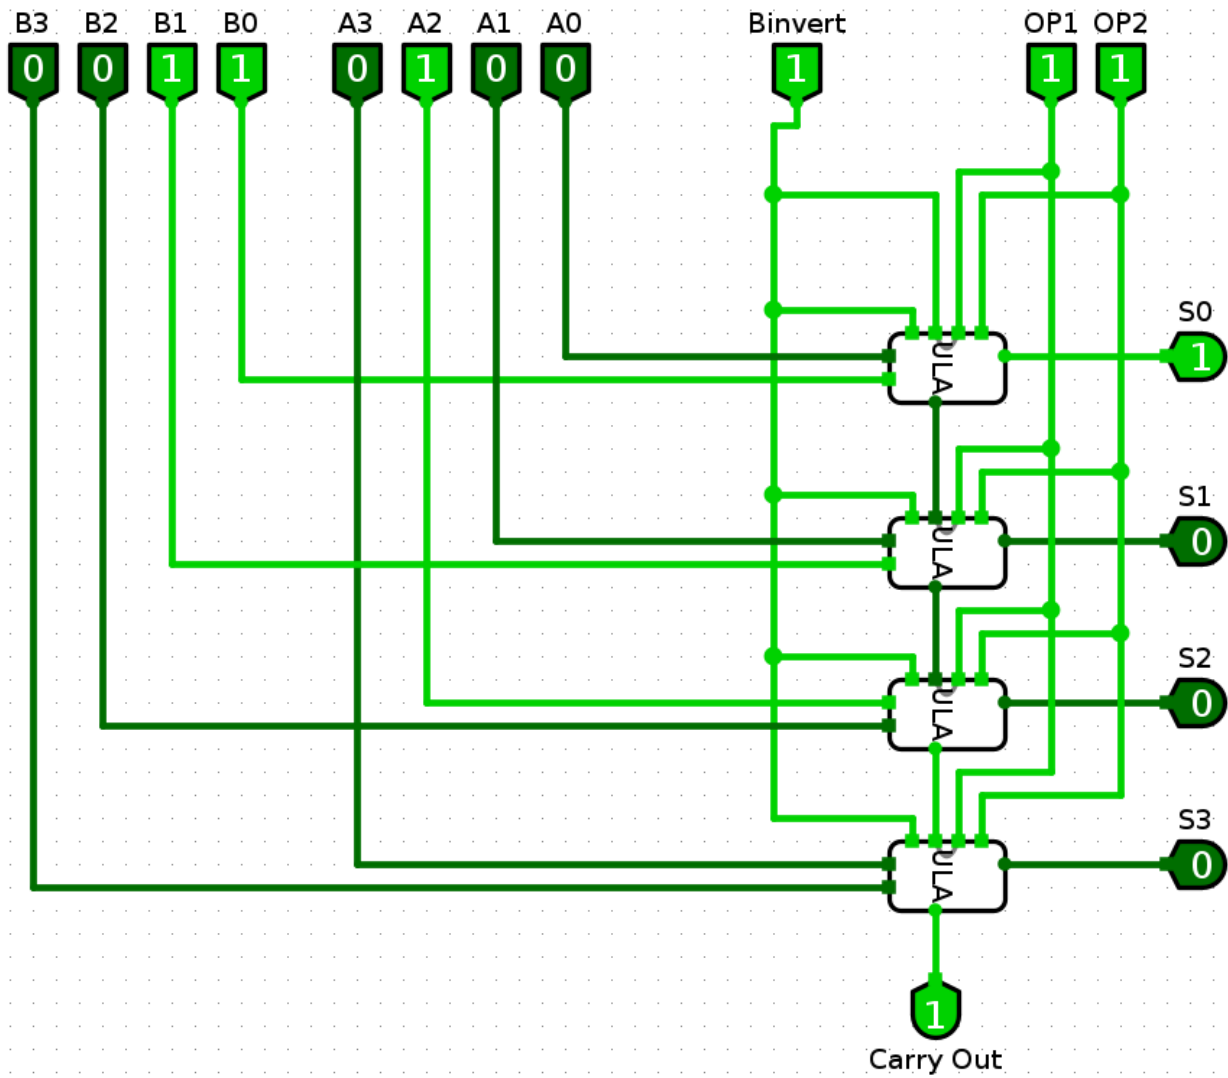 B3 B2 B1 B0 A3 A2 A1 A0 Binvert OP1 OP2
0 0 1 1 0 1 0 0 1 1 1
S0
ULA 1
S1
ULA 0
S2
ULA 0
S3
ULA 0
1
Carry Out